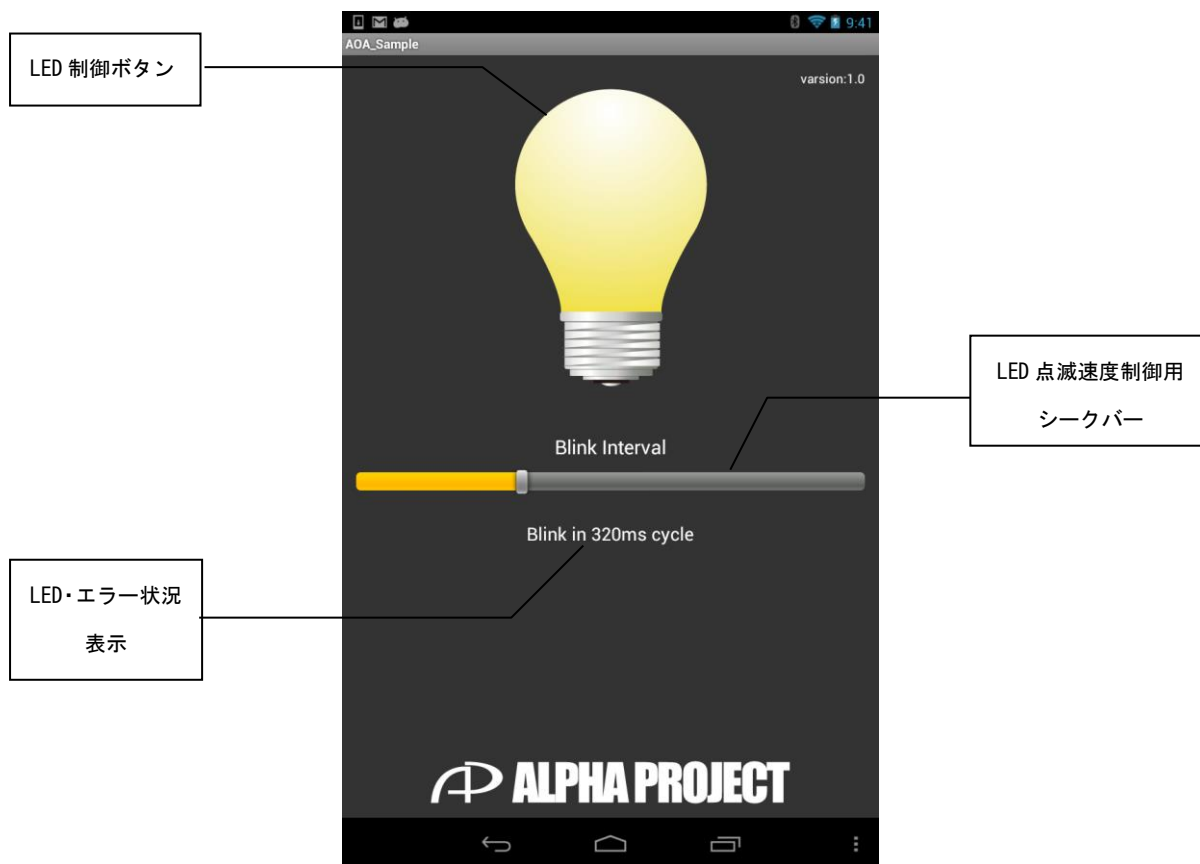 9:41
AOA_Sample
LED 制御ボタン
varsion:1.0
LED 点滅速度制御用
シークバー
Blink Interval
Blink in 320ms cycle
LED・エラー状況
表示
ALPHA PROJECT